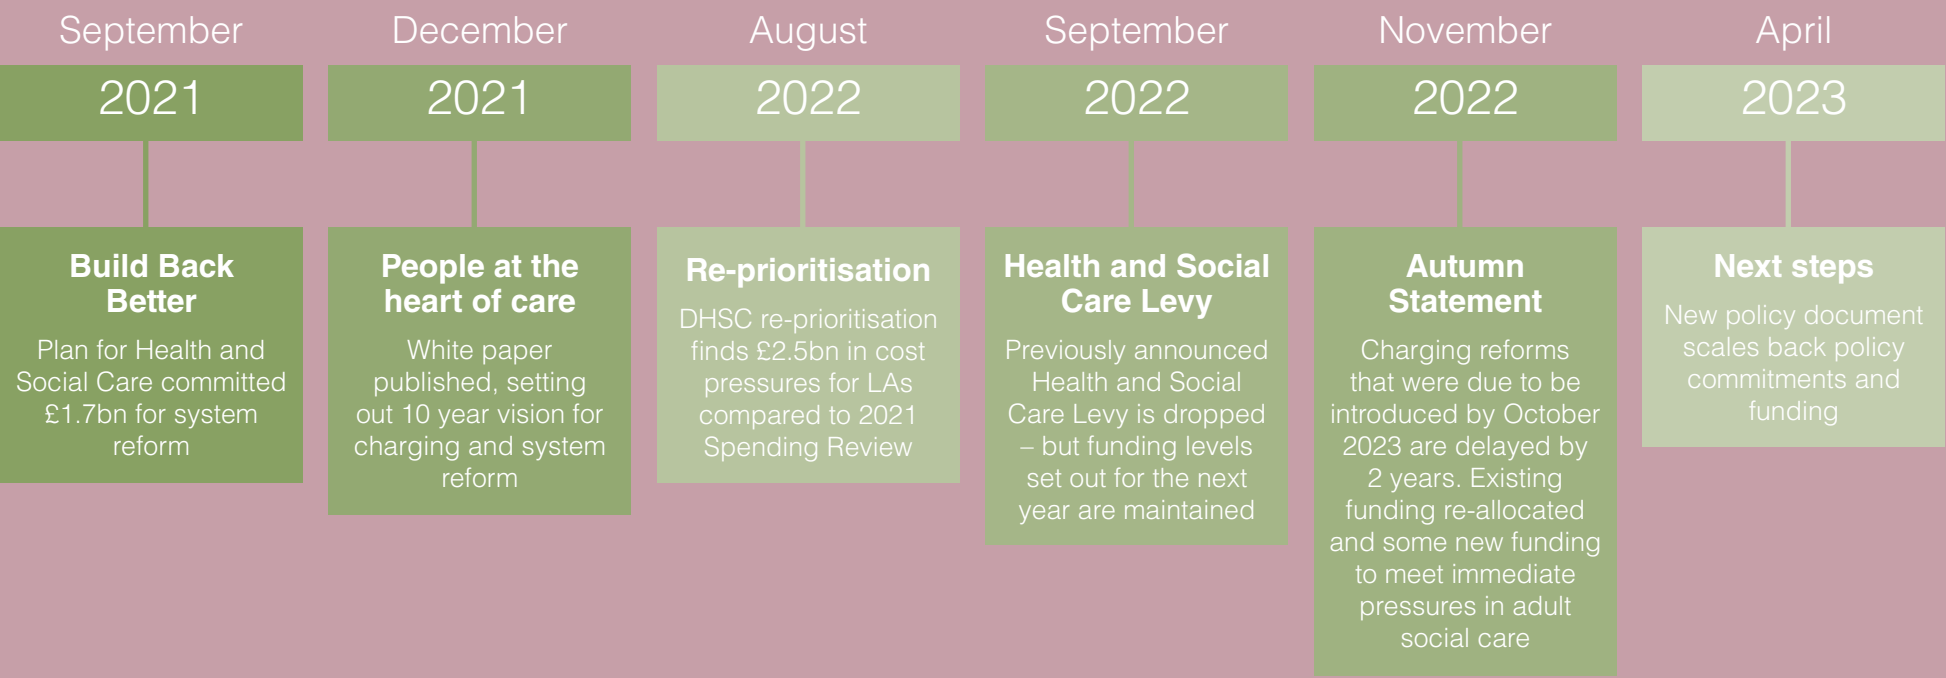 September
2021
Build Back
Better
Plan for Health and
Social Care committed
£1.7bn for system
reform
December
2021
People at the
heart of care
White paper
published, setting
out 10 year vision for
charging and system
reform
August
2022
Re-prioritisation
DHSC re-prioritisation
finds £2.5bn in cost
pressures for LAs
compared to 2021
Spending Review
September
2022
Health and Social
Care Levy
Previously announced
Health and Social
Care Levy is dropped
– but funding levels
set out for the next
year are maintained
November
2022
Autumn
Statement
Charging reforms
that were due to be
introduced by October
2023 are delayed by
2 years. Existing
funding re-allocated
and some new funding
to meet immediate
pressures in adult
social care
April
2023
Next steps
New policy document
scales back policy
commitments and
funding